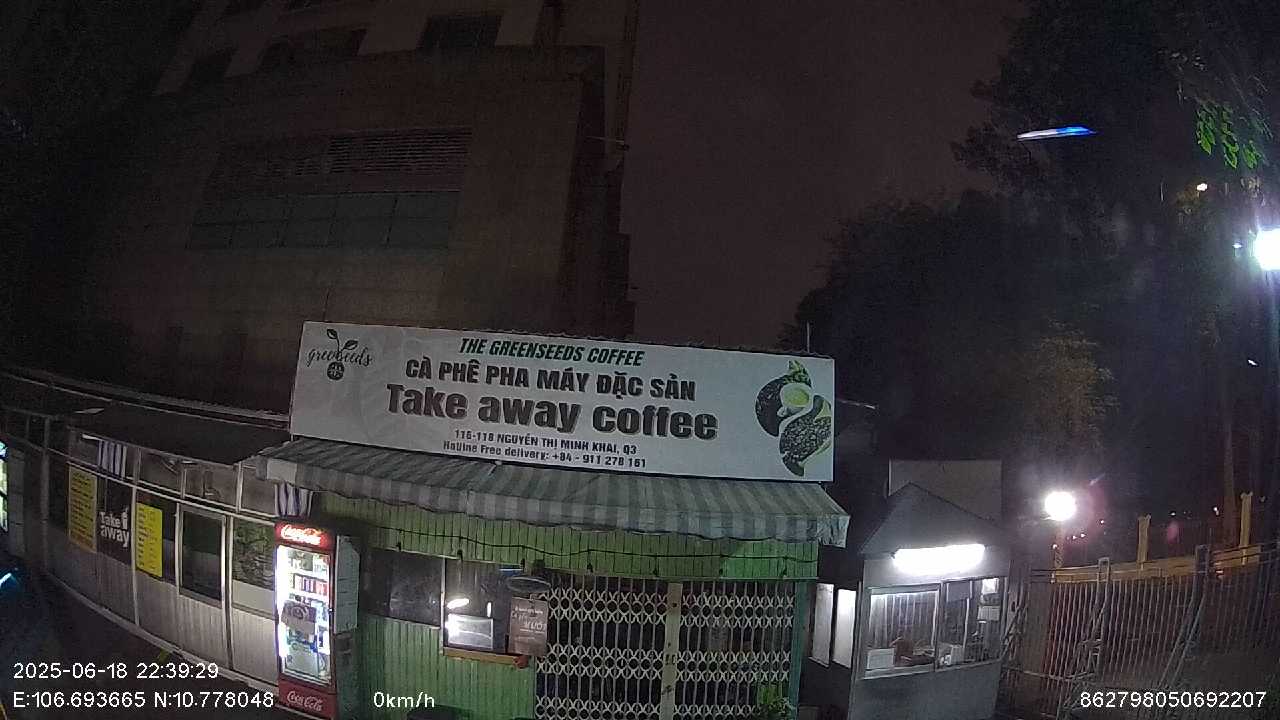 greenseeds
THE GREENSEEDS COFFEE
CÀ PHÊ PHA MÁY ĐẶC SẢN
Take away coffee
116-118 NGUYỄN THỊ MINH KHAI, Q3
Hotline Free delivery: +84 - 911 278 161
Take
away
Coca-Cola
Coca-Cola
2025-06-18 22:39:29
E:106.693665 N:10.778048
0km/h
862798050692207